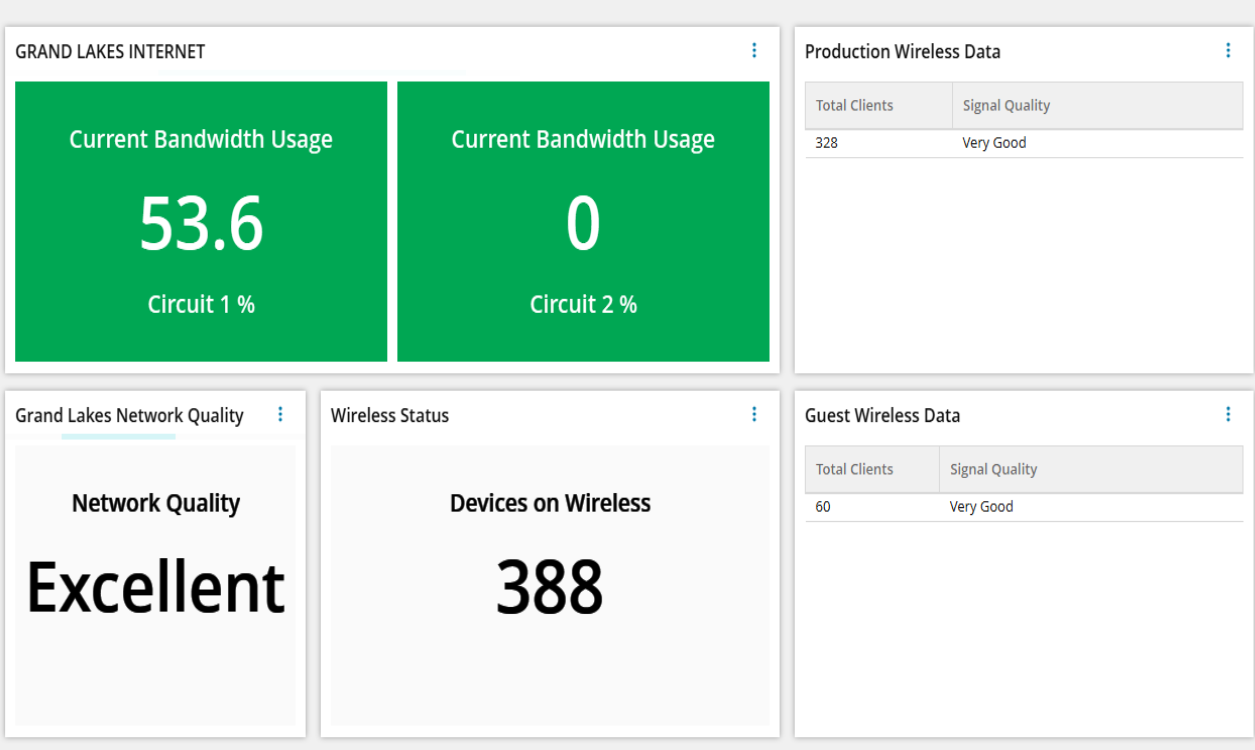 GRAND LAKES INTERNET
Current Bandwidth Usage
53.6
Circuit 1 %
Current Bandwidth Usage
0
Circuit 2 %
Production Wireless Data
Total Clients Signal Quality
328 Very Good
Grand Lakes Network Quality
Network Quality
Excellent
Wireless Status
Devices on Wireless
388
Guest Wireless Data
Total Clients Signal Quality
60 Very Good